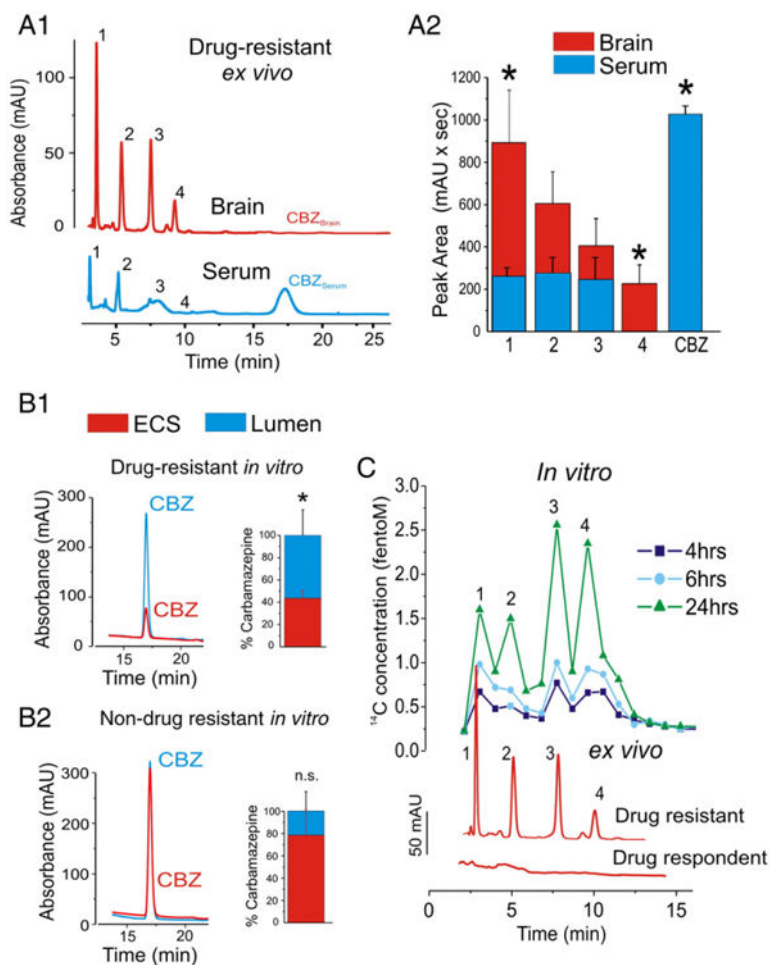 A1
Drug-resistant
ex vivo
Absorbance (mAU)
100
50
0
1
2
3
4
Brain
CBZBrain
1
2
3
4
Serum
CBZSerum
5
10
15
20
25
Time (min)
A2
Brain
Serum
Peak Area (mAU x sec)
1200
1000
800
600
400
200
0
*
*
*
1
2
3
4
CBZ
B1
ECS
Lumen
Drug-resistant in vitro
Absorbance (mAU)
300
200
100
0
CBZ
CBZ
15
20
Time (min)
% Carbamazepine
100
80
60
40
20
0
*
B2
Non-drug resistant in vitro
Absorbance (mAU)
300
200
100
0
CBZ
CBZ
15
20
Time (min)
% Carbamazepine
100
80
60
40
20
0
n.s.
C
In vitro
14C concentration (fentoM)
3.0
2.5
2.0
1.5
1.0
0.5
0.0
1
2
3
4
4hrs
6hrs
24hrs
ex vivo
1
2
3
4
50 mAU
Drug resistant
Drug respondent
0
5
10
15
Time (min)